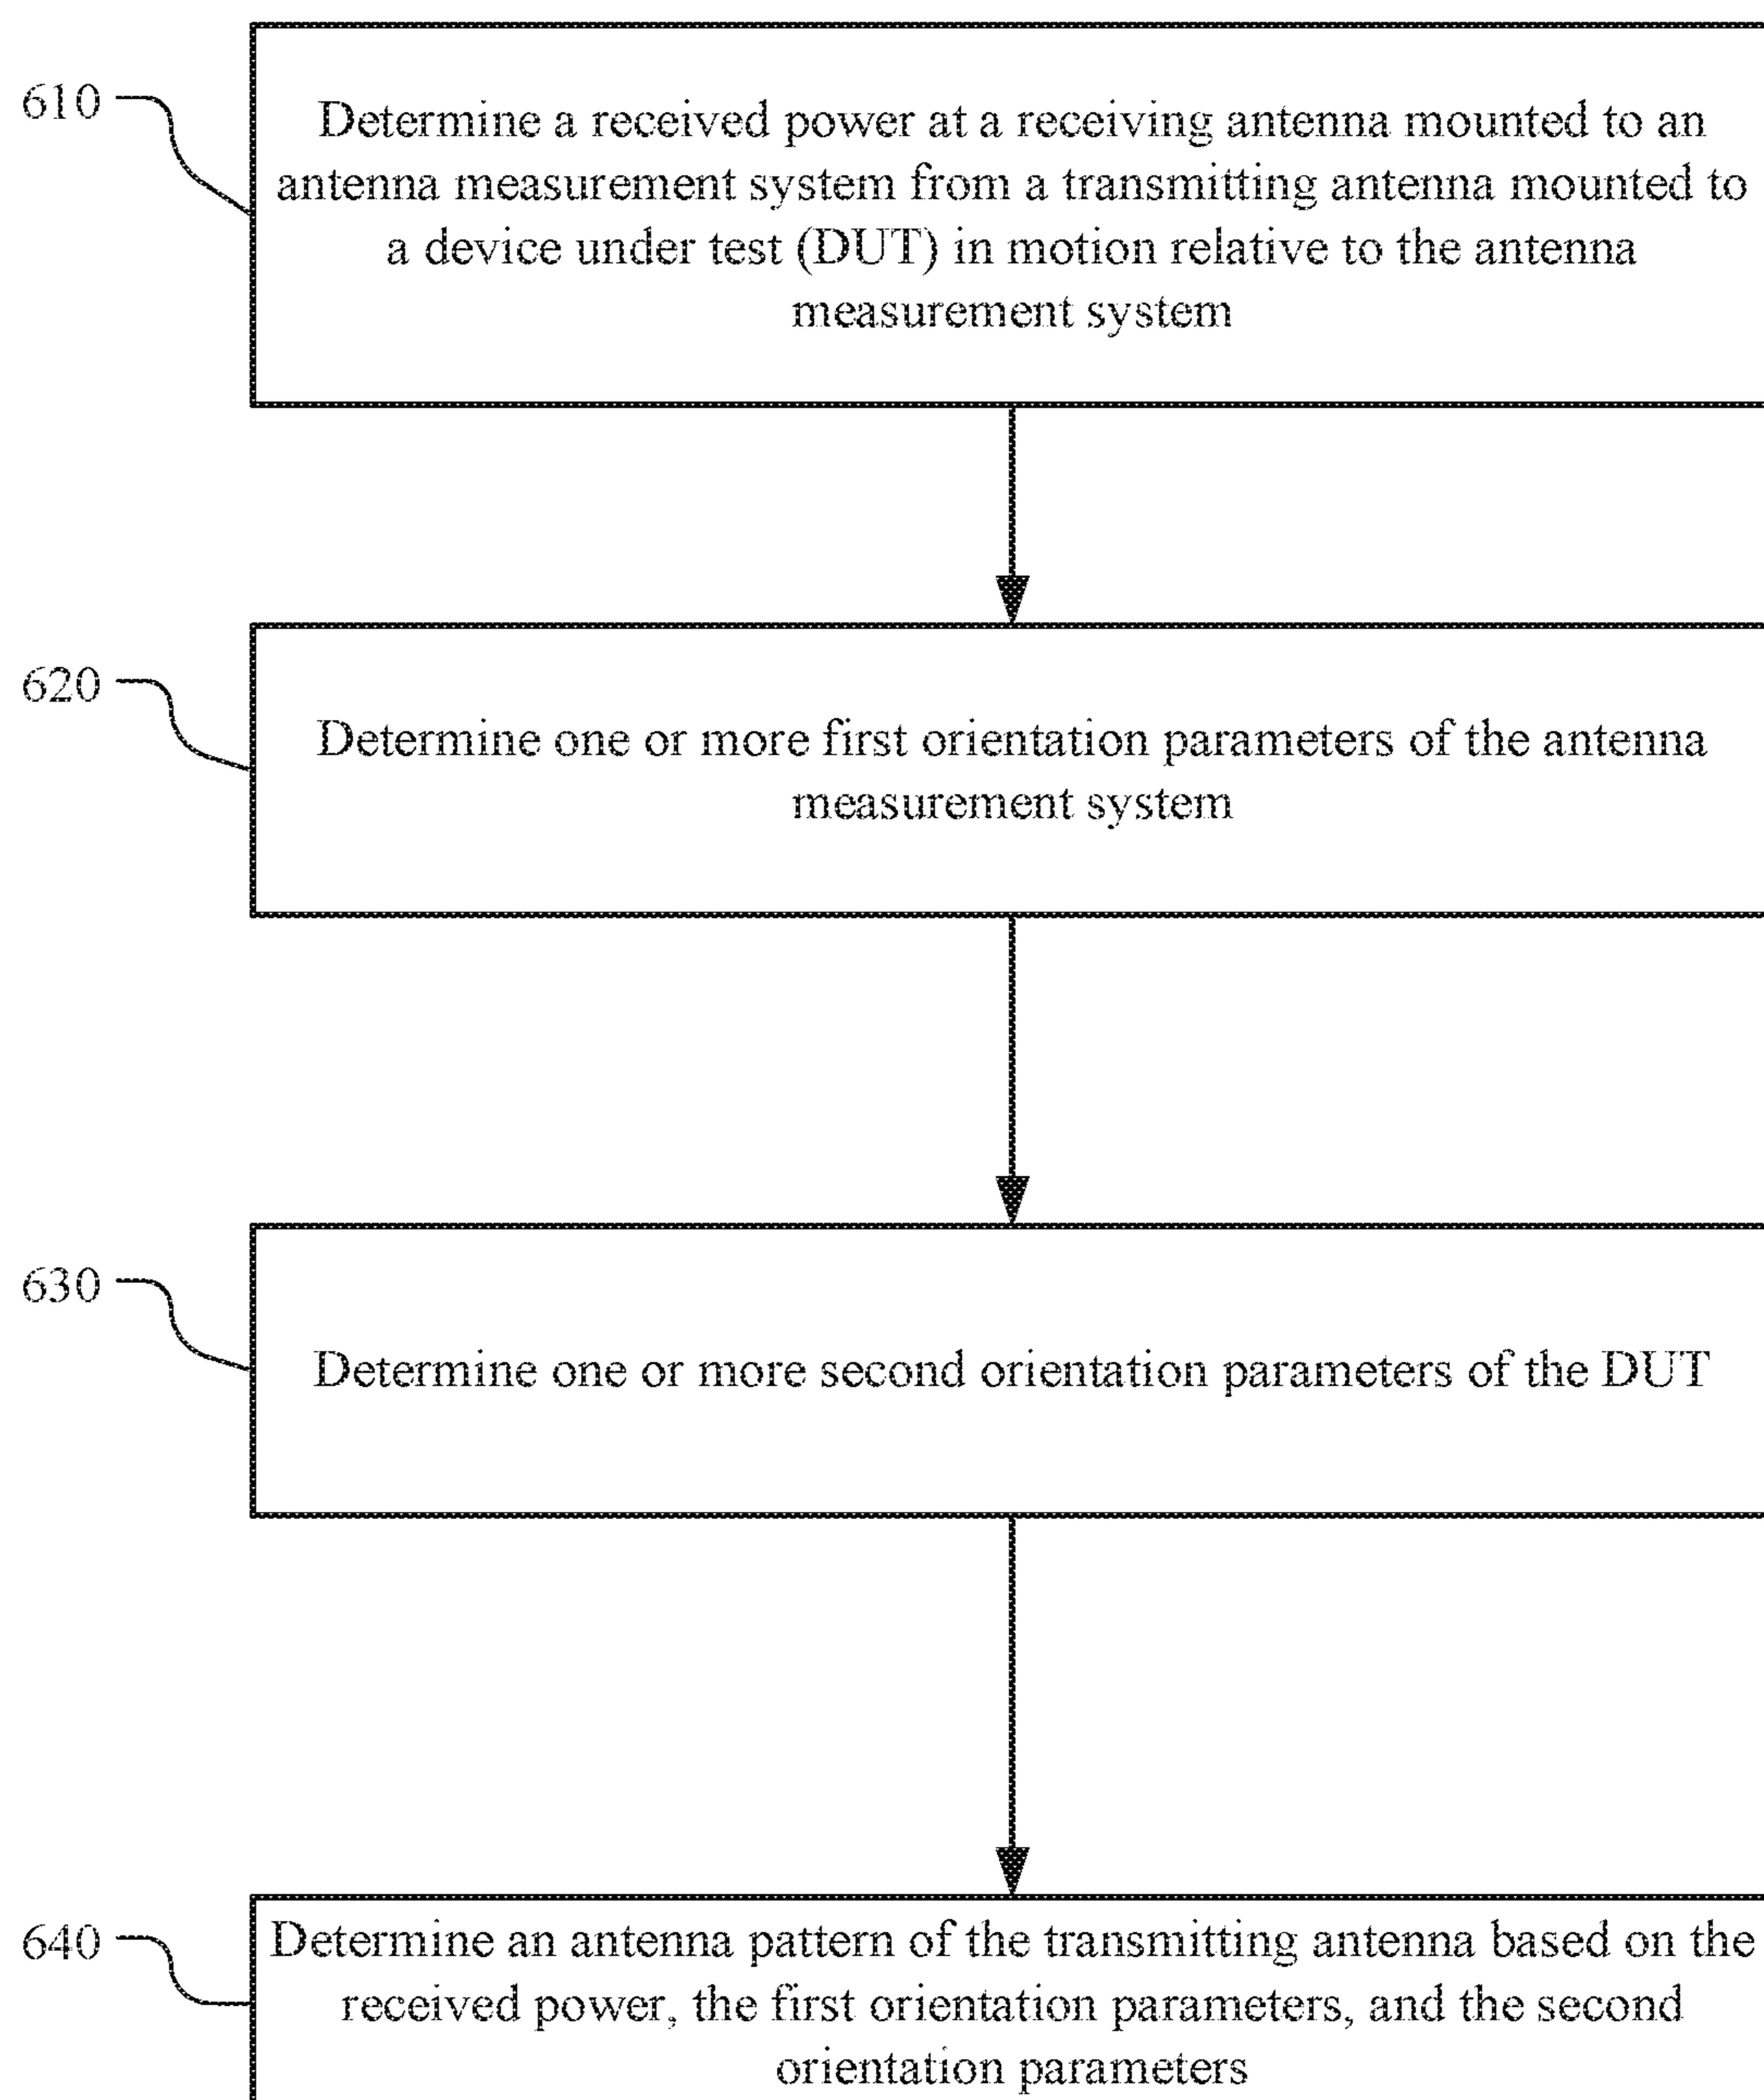 610
Determine a received power at a receiving antenna mounted to an
antenna measurement system from a transmitting antenna mounted to
a device under test (DUT) in motion relative to the antenna
measurement system
620
Determine one or more first orientation parameters of the antenna
measurement system
630
Determine one or more second orientation parameters of the DUT
640
Determine an antenna pattern of the transmitting antenna based on the
received power, the first orientation parameters, and the second
orientation parameters